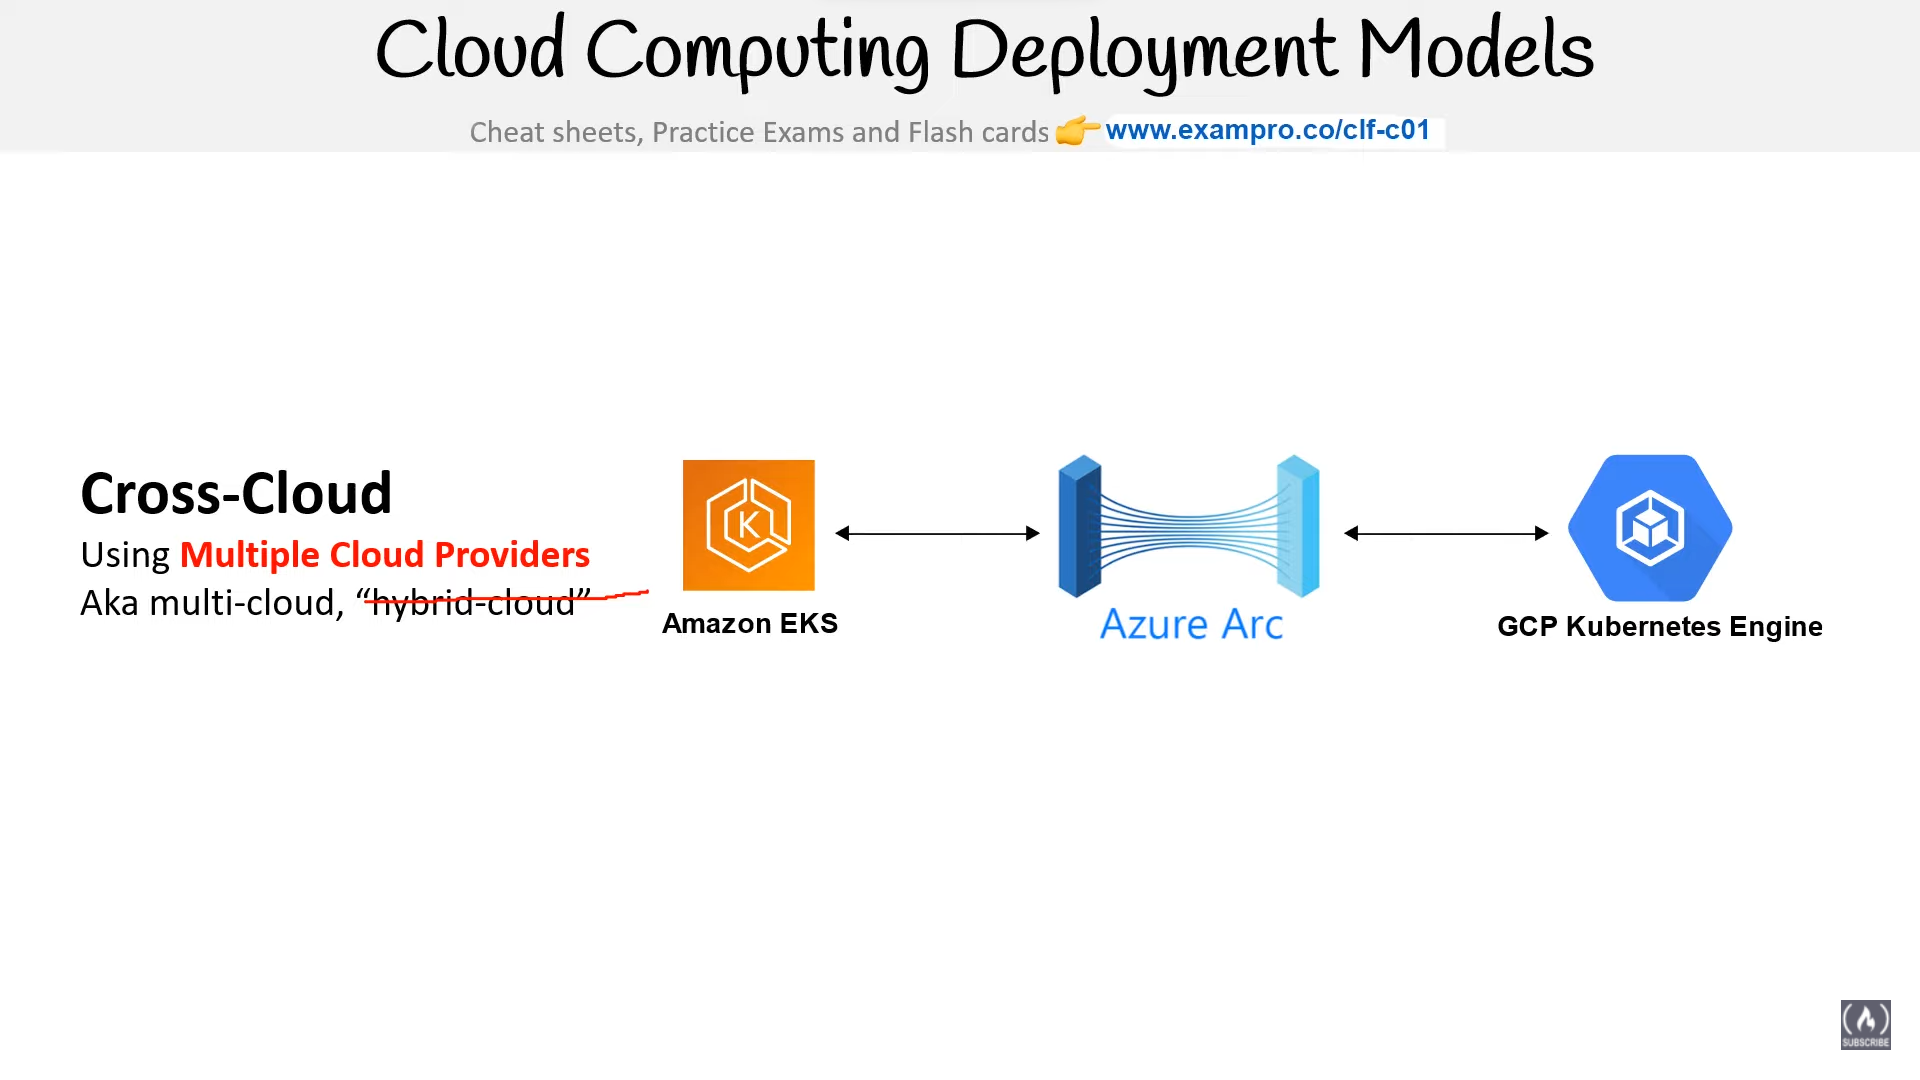 Cloud Computing Deployment Models
Cheat sheets, Practice Exams and Flash cards 👉 www.exampro.co/clf-c01
Cross-Cloud
Using Multiple Cloud Providers
Aka multi-cloud, “hybrid-cloud”
K
Amazon EKS
Azure Arc
GCP Kubernetes Engine
SUBSCRIBE